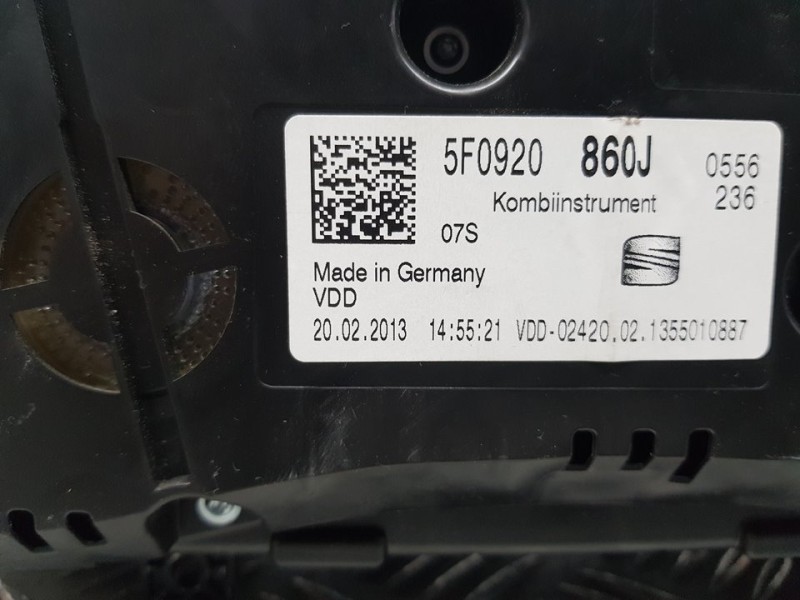 5F0920 860J 0556
Kombiinstrument 236
07S
Made in Germany
VDD
20.02.2013 14:55:21 VDD-02420.02.1355010887